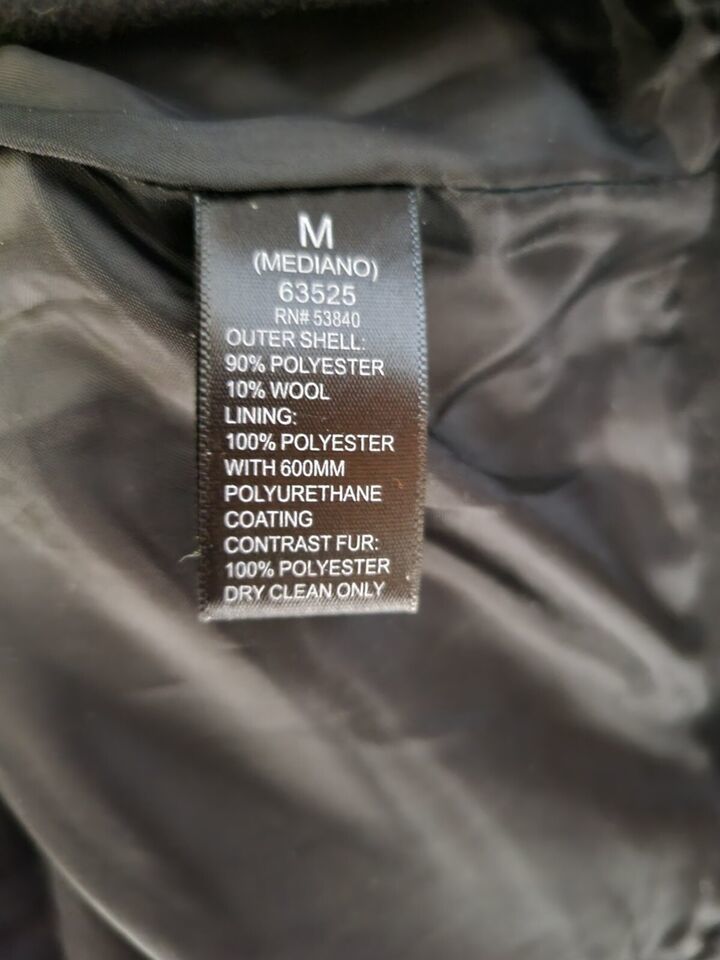 M
(MEDIANO)
63525
RN# 53840
OUTER SHELL:
90% POLYESTER
10% WOOL
LINING:
100% POLYESTER
WITH 600MM
POLYURETHANE
COATING
CONTRAST FUR:
100% POLYESTER
DRY CLEAN ONLY